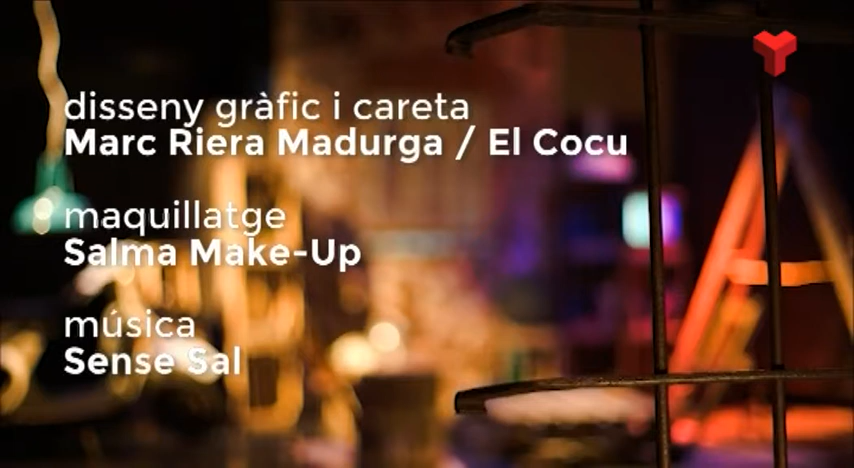 disseny gràfic i careta
Marc Riera Madurga / El Cocu
maquillatge
Salma Make-Up
música
Sense Sal